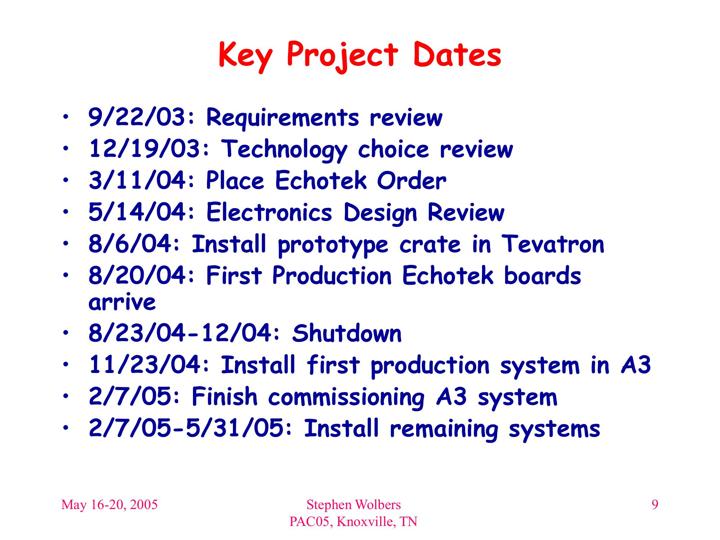 Key Project Dates
• 9/22/03: Requirements review
• 12/19/03: Technology choice review
• 3/11/04: Place Echotek Order
• 5/14/04: Electronics Design Review
• 8/6/04: Install prototype crate in Tevatron
• 8/20/04: First Production Echotek boards
arrive
• 8/23/04-12/04: Shutdown
• 11/23/04: Install first production system in A3
• 2/7/05: Finish commissioning A3 system
• 2/7/05-5/31/05: Install remaining systems
May 16-20, 2005
Stephen Wolbers
PAC05, Knoxville, TN
9